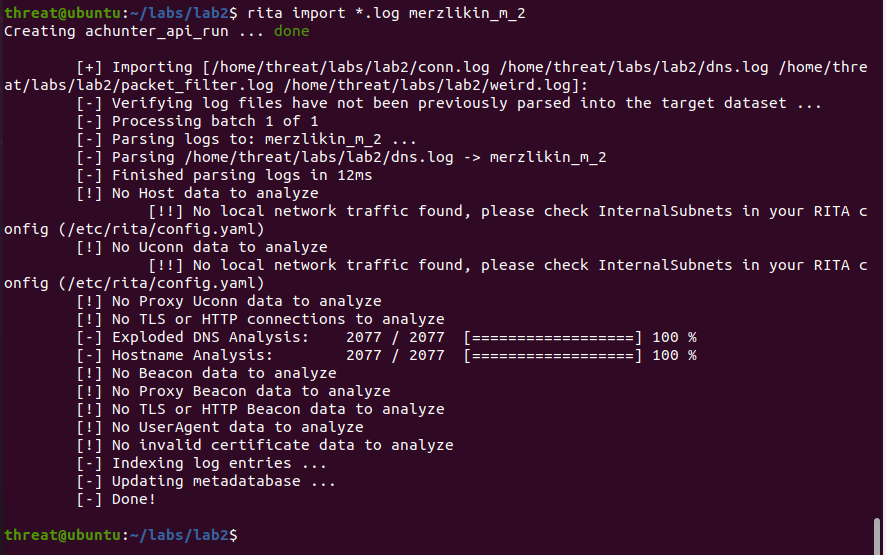 threat@ubuntu:~/labs/lab2$ rita import *.log merzlikin_m_2
Creating achunter_api_run ... done
[+] Importing [/home/threat/labs/lab2/conn.log /home/threat/labs/lab2/dns.log /home/thre
at/labs/lab2/packet_filter.log /home/threat/labs/lab2/weird.log]:
[-] Verifying log files have not been previously parsed into the target dataset ...
[-] Processing batch 1 of 1
[-] Parsing logs to: merzlikin_m_2 ...
[-] Parsing /home/threat/labs/lab2/dns.log -> merzlikin_m_2
[-] Finished parsing logs in 12ms
[!] No Host data to analyze
[!!] No local network traffic found, please check InternalSubnets in your RITA c
onfig (/etc/rita/config.yaml)
[!] No Uconn data to analyze
[!!] No local network traffic found, please check InternalSubnets in your RITA c
onfig (/etc/rita/config.yaml)
[!] No Proxy Uconn data to analyze
[!] No TLS or HTTP connections to analyze
[-] Exploded DNS Analysis:    2077 / 2077  [==================] 100 %
[-] Hostname Analysis:        2077 / 2077  [==================] 100 %
[!] No Beacon data to analyze
[!] No Proxy Beacon data to analyze
[!] No TLS or HTTP Beacon data to analyze
[!] No UserAgent data to analyze
[!] No invalid certificate data to analyze
[-] Indexing log entries ...
[-] Updating metadatabase ...
[-] Done!
threat@ubuntu:~/labs/lab2$